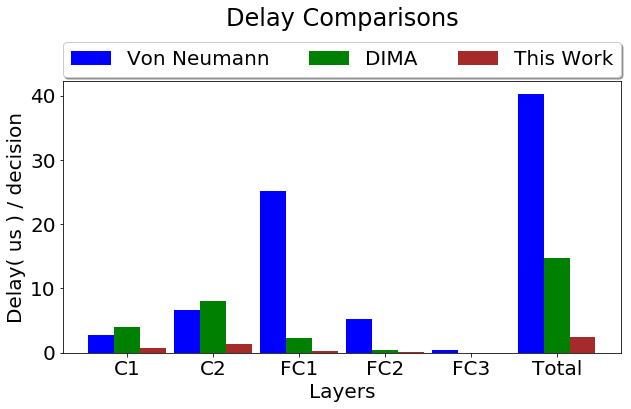 Delay Comparisons
Von Neumann DIMA This Work
40
30
20
10
0
Delay( us ) / decision
C1 C2 FC1 FC2 FC3 Total
Layers